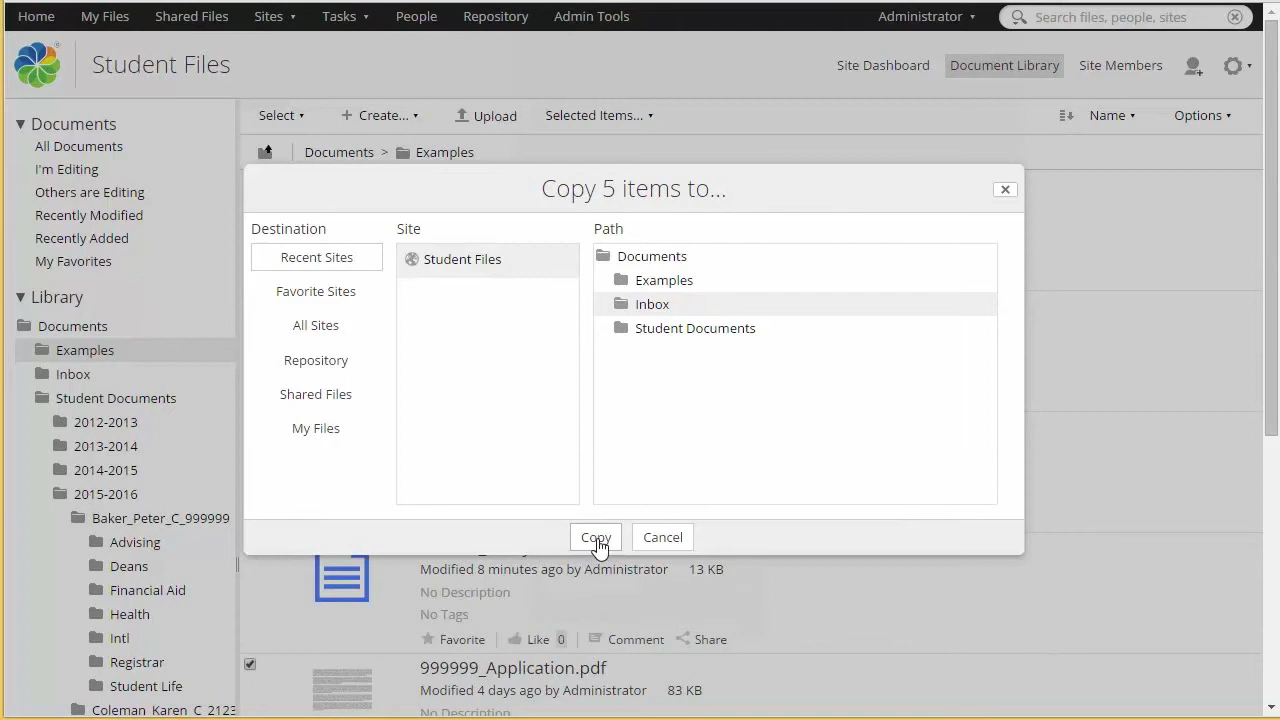 Home My Files Shared Files Sites Tasks People Repository Admin Tools Administrator Search files, people, sites
Student Files Site Dashboard Document Library Site Members
Documents
All Documents
I'm Editing
Others are Editing
Recently Modified
Recently Added
My Favorites
Library
Documents
Examples
Inbox
Student Documents
2012-2013
2013-2014
2014-2015
2015-2016
Baker_Peter_C_999999
Advising
Deans
Financial Aid
Health
Intl
Registrar
Student Life
Coleman_Karen_C_2123
Select + Create... Upload Selected Items... Name Options
Documents > Examples
Copy 5 items to...
Destination
Recent Sites
Favorite Sites
All Sites
Repository
Shared Files
My Files
Site
Student Files
Path
Documents
Examples
Inbox
Student Documents
Copy Cancel
Modified 8 minutes ago by Administrator 13 KB
No Description
No Tags
Favorite Like 0 Comment Share
999999_Application.pdf
Modified 4 days ago by Administrator 83 KB
No Description